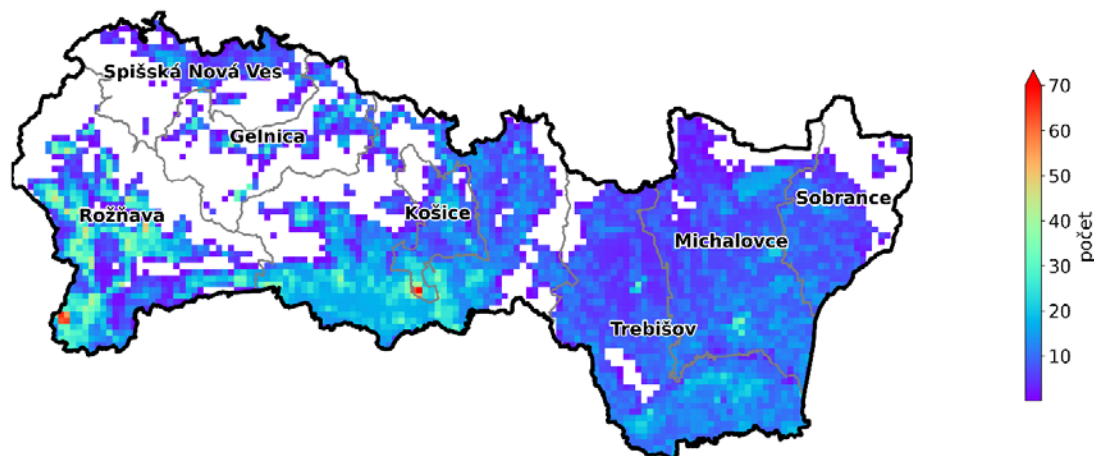 Spišská Nová Ves
Gelnica
Rožňava
Košice
Sobrance
Michalovce
Trebišov
70
60
50
40
30
20
10
počet